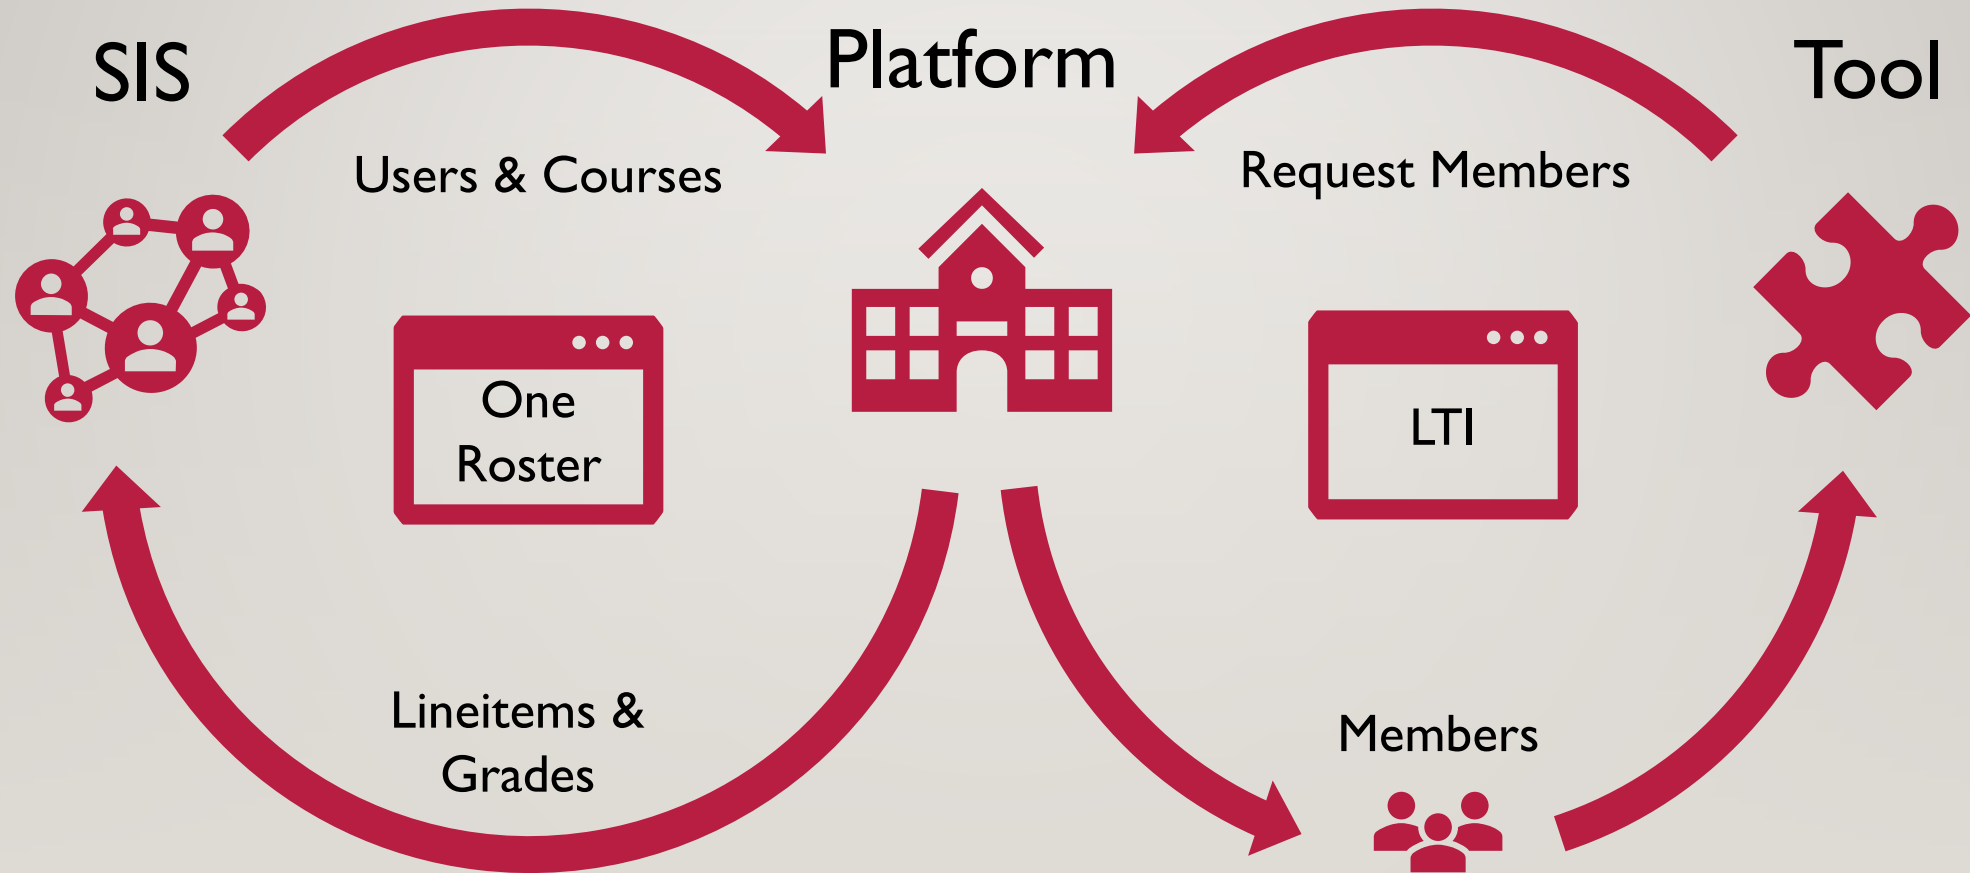 SIS
Platform
Tool
Users & Courses
Request Members
One
Roster
LTI
Lineitems &
Grades
Members